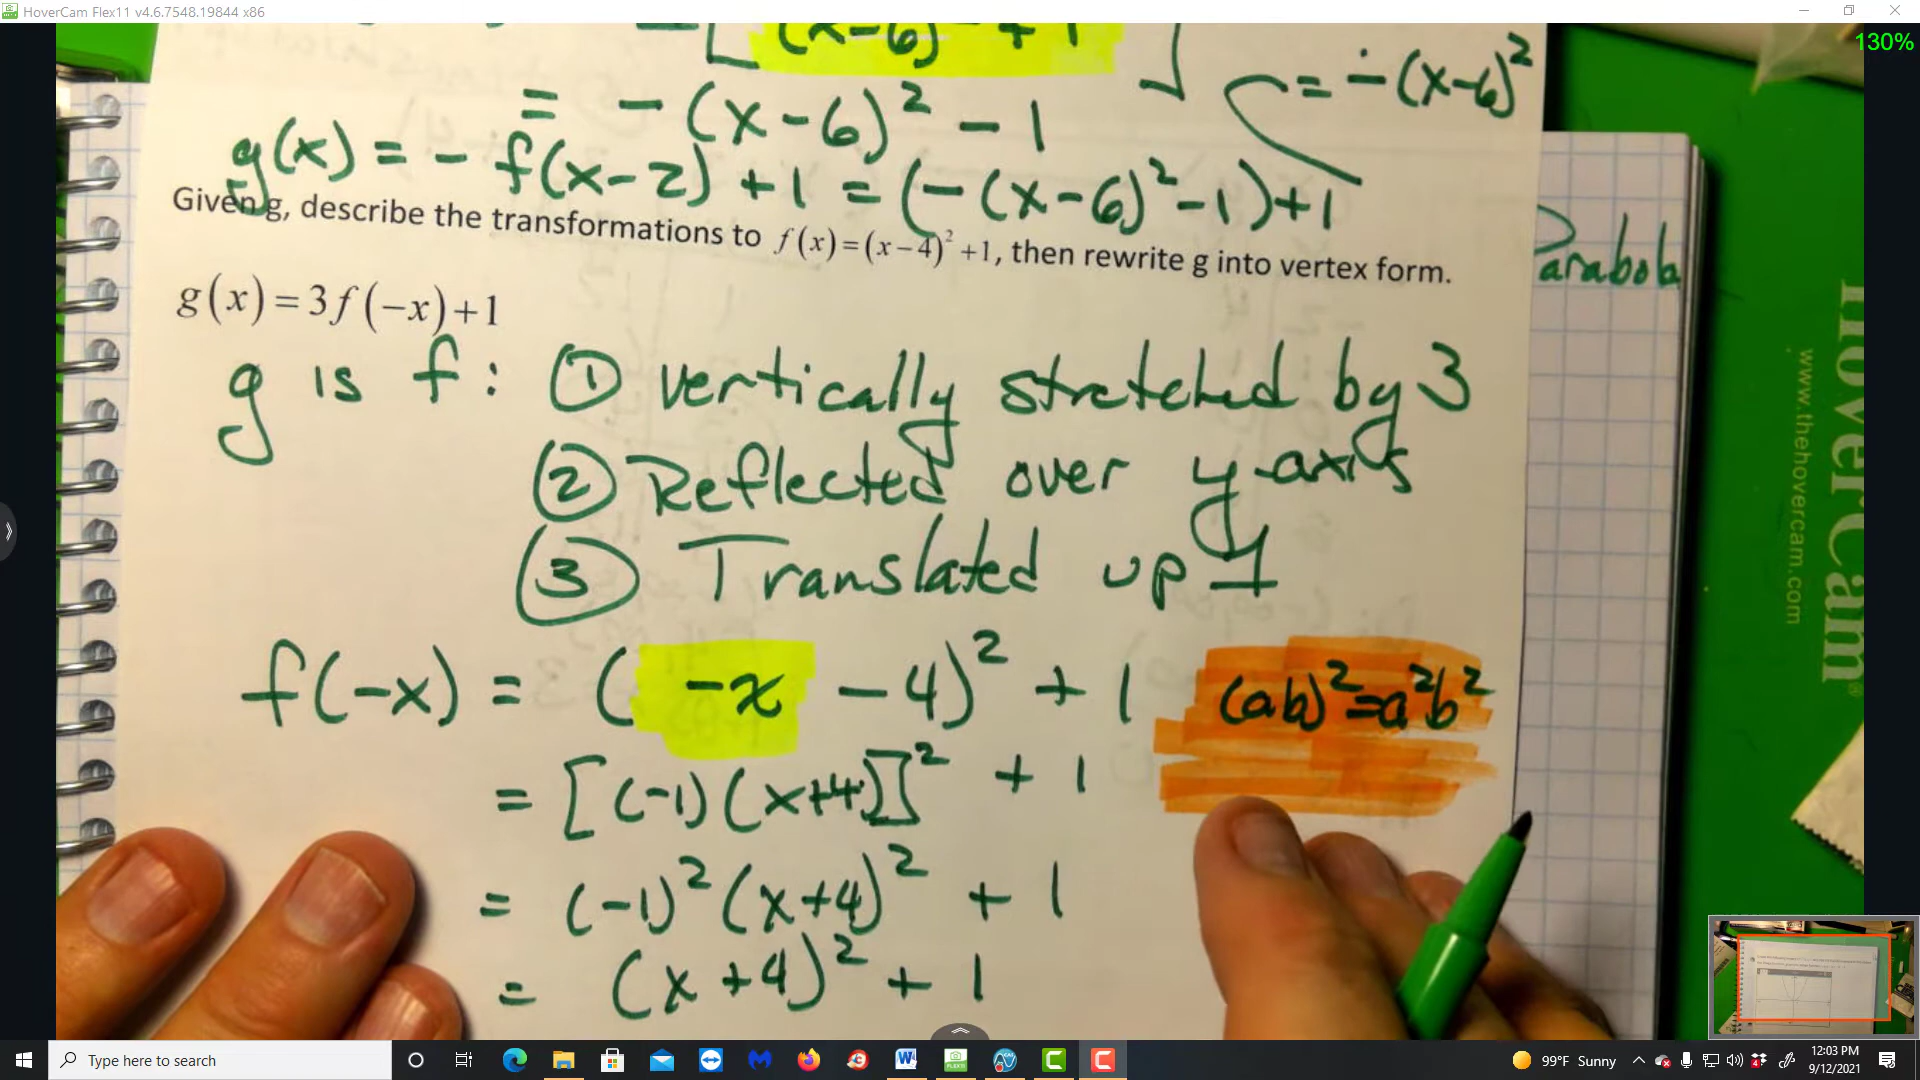 HoverCam Flex11 v4.6.7548.19844 x86
130%
(x-6) + 1
= -(x-6)²
= -(x-6)² - 1
g(x) = -f(x-2) + 1 = (-(x-6)²-1)+1
Given g, describe the transformations to f(x)=(x-4)²+1, then rewrite g into vertex form.
Parabola
g(x)=3f(-x)+1
g is f: ① vertically stretched by 3
② Reflected over y-axis
③ Translated up 1
f(-x) = (-x - 4)² + 1
(ab)²=a²b²
= [(-1)(x+4)]² + 1
= (-1)² (x+4)² + 1
= (x+4)² + 1
HoverCam
www.thehovercam.com
Type here to search
99°F Sunny
12:03 PM
9/12/2021